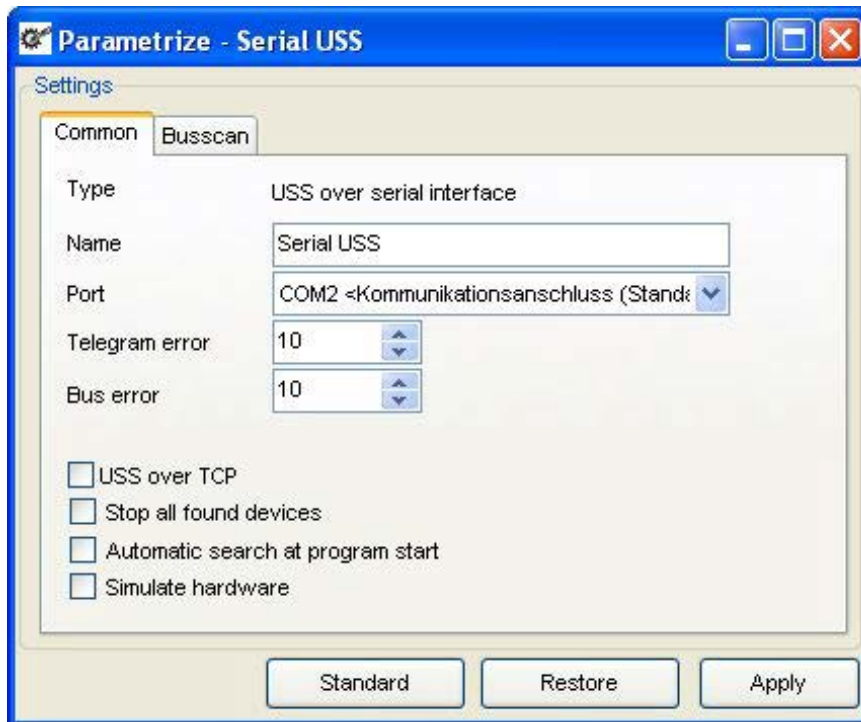 Parametrize - Serial USS
Settings
Common Busscan
Type USS over serial interface
Name Serial USS
Port COM2 <Kommunikationsanschluss (Standa
Telegram error 10
Bus error 10
USS over TCP
Stop all found devices
Automatic search at program start
Simulate hardware
Standard Restore Apply